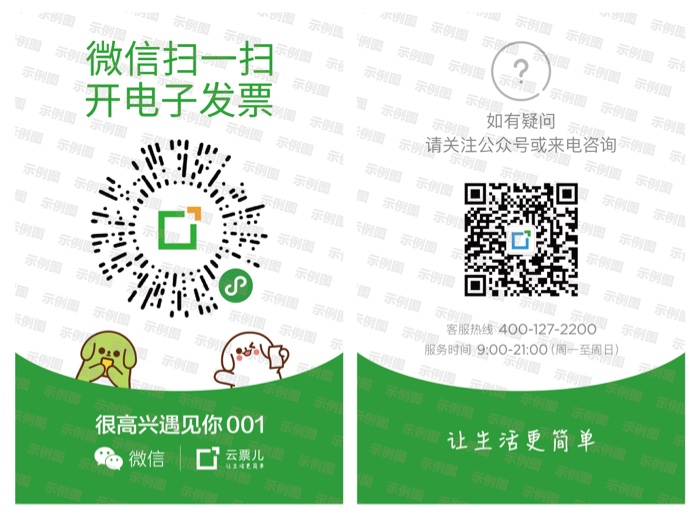 微信扫一扫
开电子发票
很高兴遇见你 001
微信
云票儿
让生活更简单
?
如有疑问
请关注公众号或来电咨询
客服热线 400-127-2200
服务时间 9:00-21:00 (周一至周日)
让生活更简单
示例图